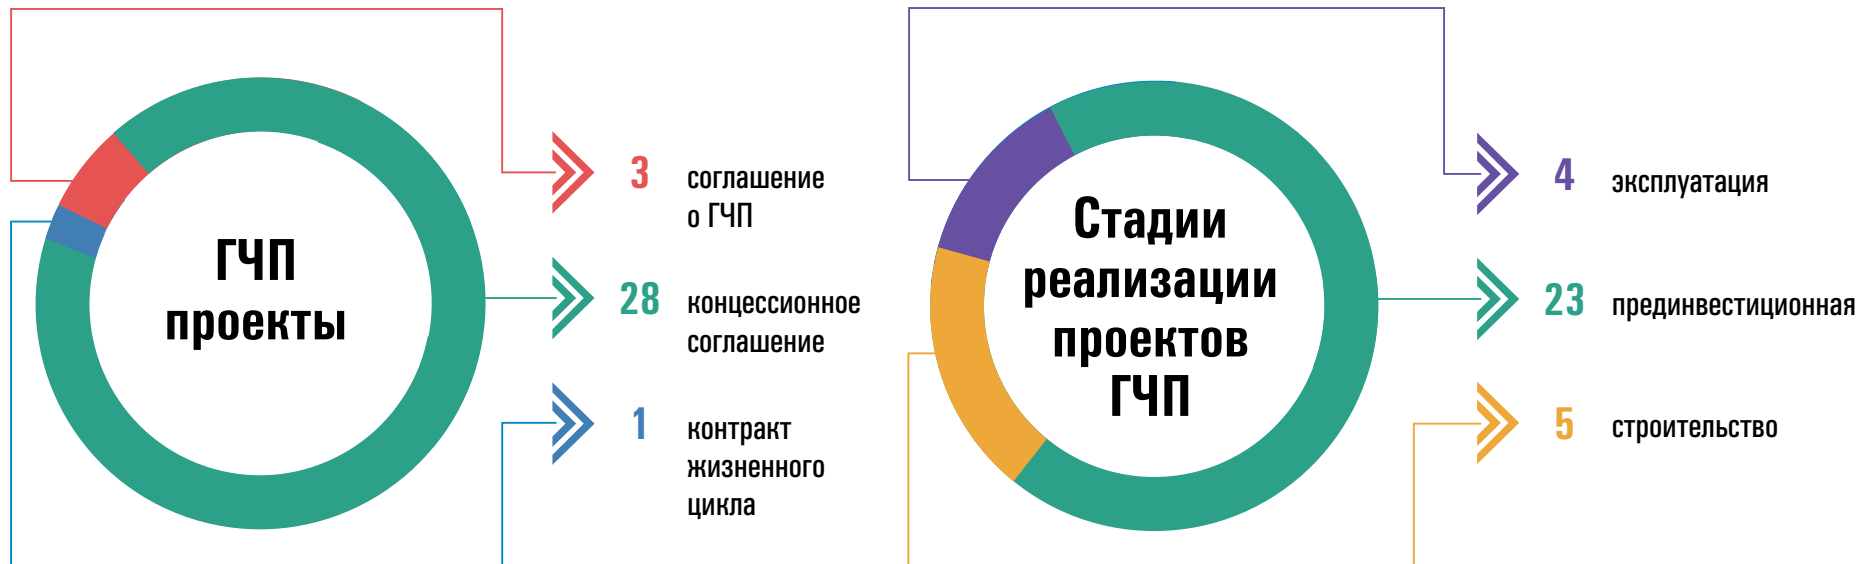 ГЧП
проекты
3
соглашение
о ГЧП
28
концессионное
соглашение
1
контракт
жизненного
цикла
Стадии
реализации
проектов
ГЧП
4
эксплуатация
23
прединвестиционная
5
строительство